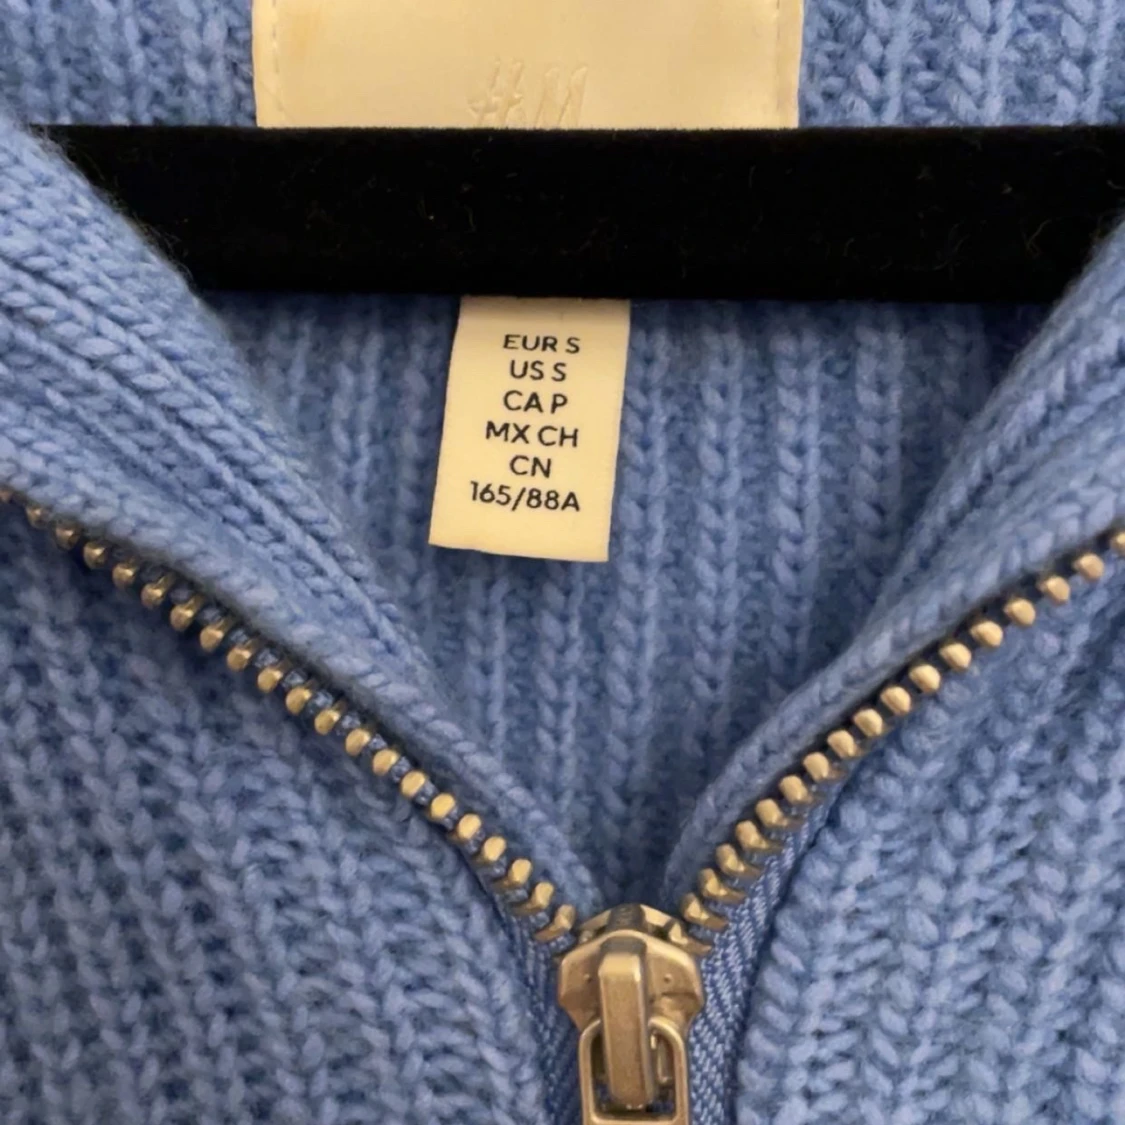 H&M
EUR S
US S
CA P
MX CH
CN
165/88A